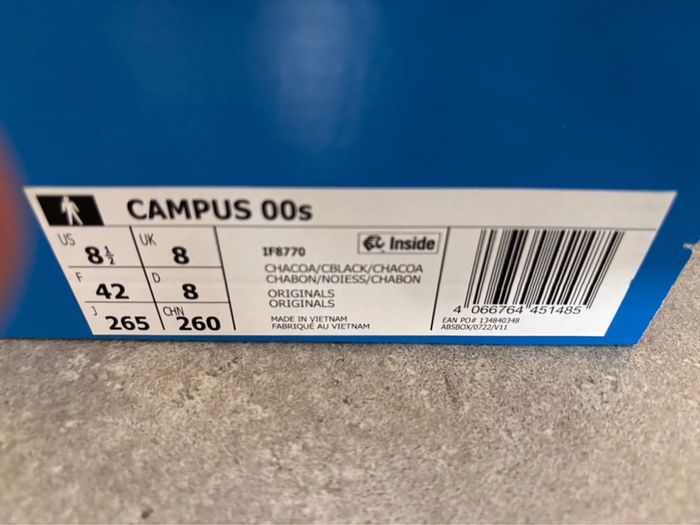 CAMPUS 00s
US 8½ UK 8
F 42 D 8
J 265 CHN 260
IF8770
Inside
CHACOA/CBLACK/CHACOA
CHABON/NOIESS/CHABON
ORIGINALS
ORIGINALS
MADE IN VIETNAM
FABRIQUÉ AU VIETNAM
4 066764 451485
EAN PO# 134840348
ABSBOX/0722/V11